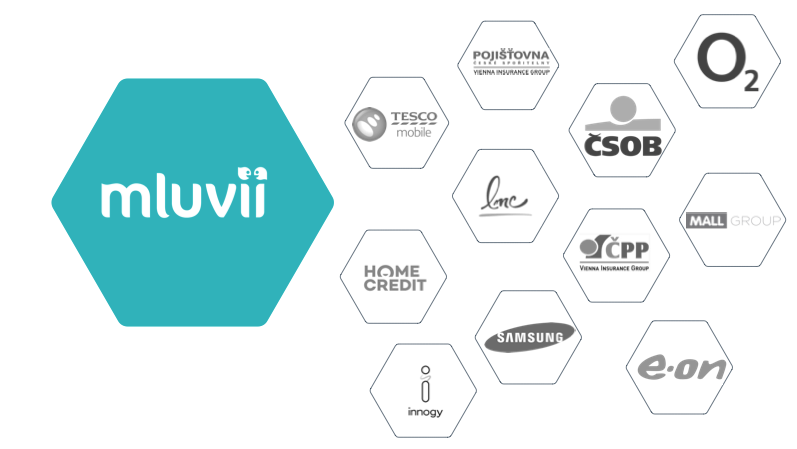 mluvii
POJIŠŤOVNA
ČESKÉ SPOŘITELNY
VIENNA INSURANCE GROUP
O2
TESCO
mobile
ČSOB
lmc
MALL GROUP
ČPP
VIENNA INSURANCE GROUP
HOME
CREDIT
SAMSUNG
e·on
innogy